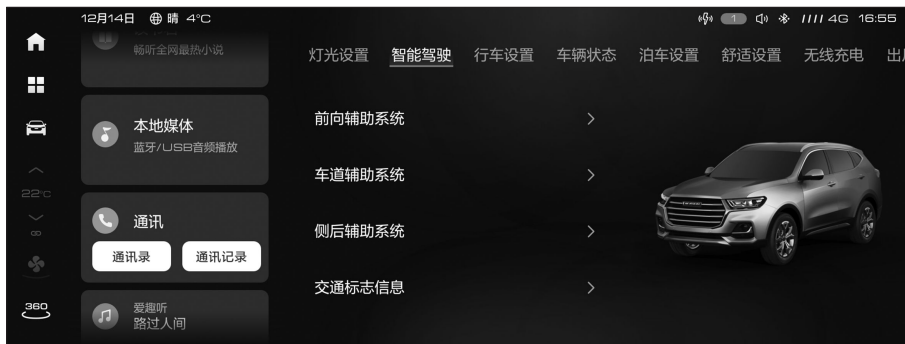 12月14日 晴 4°C
1 4G 16:55
畅听全网最热小说
灯光设置 智能驾驶 行车设置 车辆状态 泊车设置 舒适设置 无线充电
本地媒体
蓝牙/USB音频播放
前向辅助系统
车道辅助系统
22°C
通讯
通讯录 通讯记录
侧后辅助系统
交通标志信息
360
爱趣听
路过人间